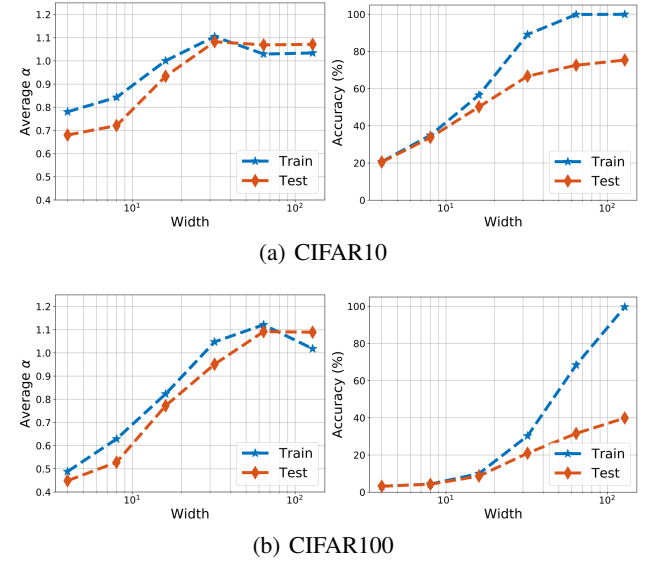 1.2
1.1
1.0
0.9
0.8
0.7
0.6
0.5
0.4
Average α
10¹
10²
Width
Train
Test
100
80
60
40
20
0
Accuracy (%)
10¹
10²
Width
Train
Test
(a) CIFAR10
1.2
1.1
1.0
0.9
0.8
0.7
0.6
0.5
0.4
Average α
10¹
10²
Width
Train
Test
100
80
60
40
20
0
Accuracy (%)
10¹
10²
Width
Train
Test
(b) CIFAR100